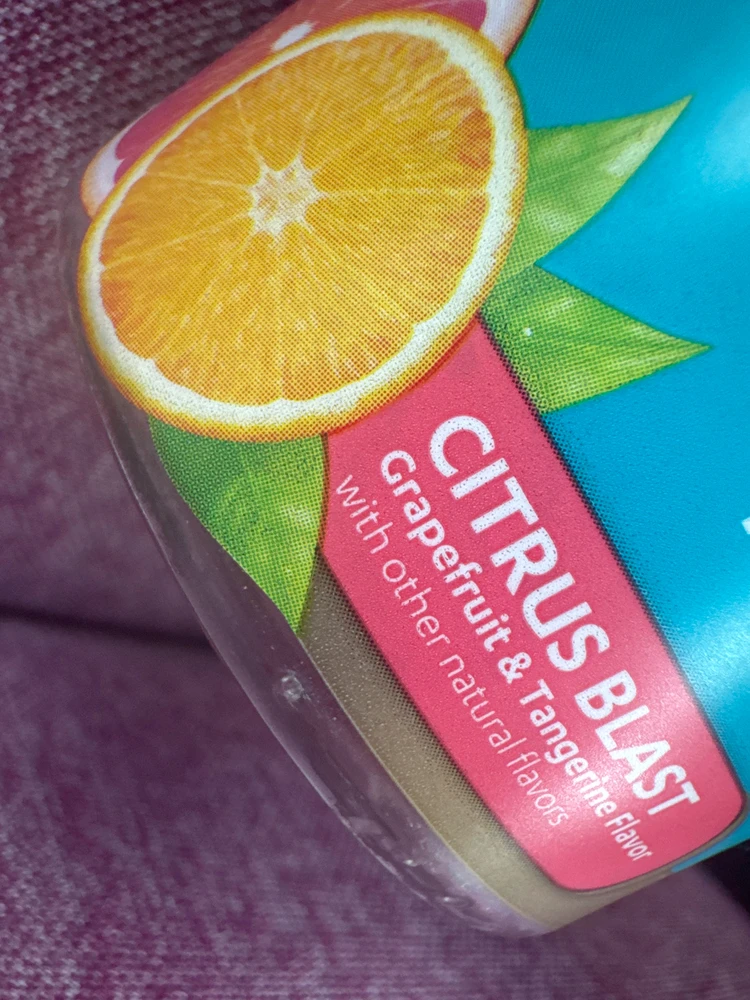 CITRUS BLAST
Grapefruit & Tangerine Flavor
with other natural flavors